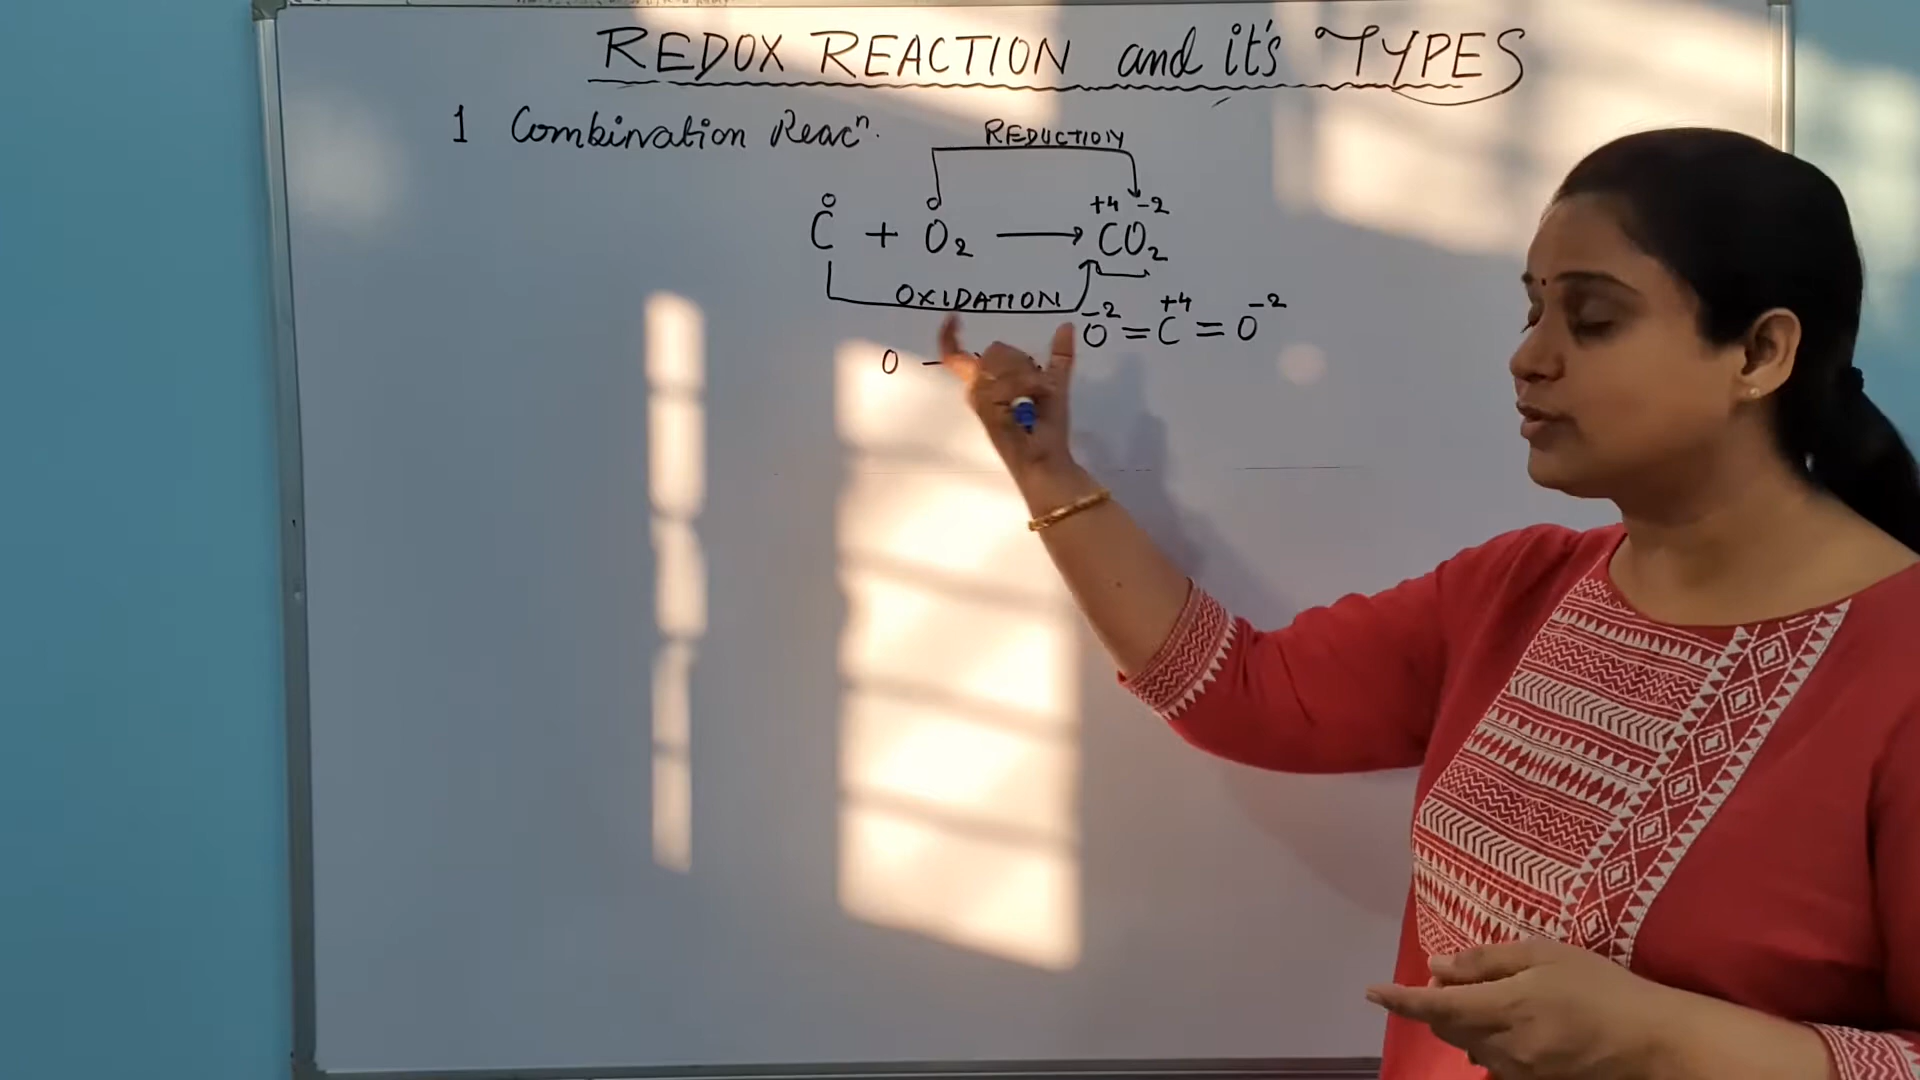 REDOX REACTION and it's TYPES
1 Combination Reacⁿ.
REDUCTION
0 0 +4 -2
C + O₂ ⟶ CO₂
OXIDATION
-2 +4 -2
O = C = O
0 –